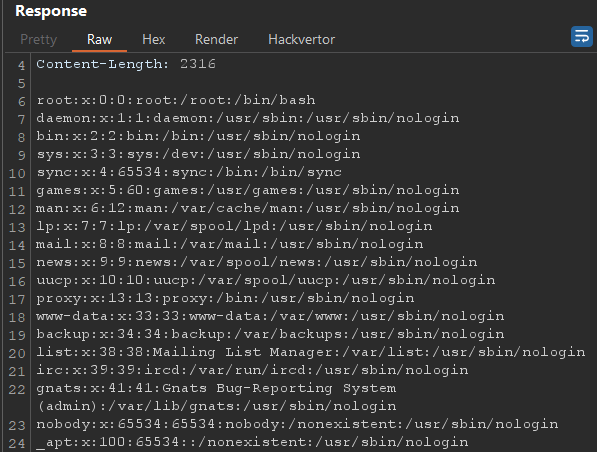 Response
Pretty Raw Hex Render Hackvertor
4 Content-Length: 2316
5
6 root:x:0:0:root:/root:/bin/bash
7 daemon:x:1:1:daemon:/usr/sbin:/usr/sbin/nologin
8 bin:x:2:2:bin:/bin:/usr/sbin/nologin
9 sys:x:3:3:sys:/dev:/usr/sbin/nologin
10 sync:x:4:65534:sync:/bin:/bin/sync
11 games:x:5:60:games:/usr/games:/usr/sbin/nologin
12 man:x:6:12:man:/var/cache/man:/usr/sbin/nologin
13 lp:x:7:7:lp:/var/spool/lpd:/usr/sbin/nologin
14 mail:x:8:8:mail:/var/mail:/usr/sbin/nologin
15 news:x:9:9:news:/var/spool/news:/usr/sbin/nologin
16 uucp:x:10:10:uucp:/var/spool/uucp:/usr/sbin/nologin
17 proxy:x:13:13:proxy:/bin:/usr/sbin/nologin
18 www-data:x:33:33:www-data:/var/www:/usr/sbin/nologin
19 backup:x:34:34:backup:/var/backups:/usr/sbin/nologin
20 list:x:38:38:Mailing List Manager:/var/list:/usr/sbin/nologin
21 irc:x:39:39:ircd:/var/run/ircd:/usr/sbin/nologin
22 gnats:x:41:41:Gnats Bug-Reporting System
(admin):/var/lib/gnats:/usr/sbin/nologin
23 nobody:x:65534:65534:nobody:/nonexistent:/usr/sbin/nologin
24 _apt:x:100:65534::/nonexistent:/usr/sbin/nologin